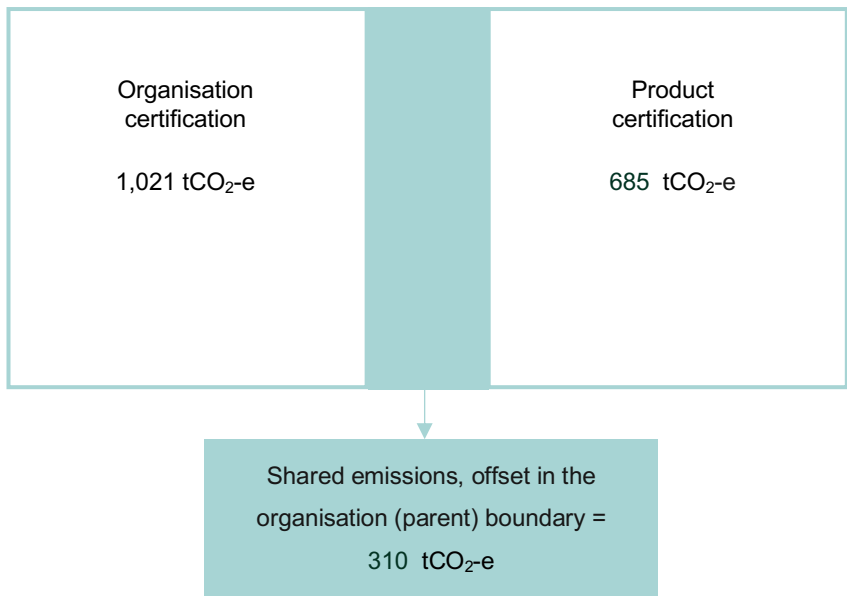 Organisation
certification
1,021 tCO₂-e
Product
certification
685 tCO₂-e
Shared emissions, offset in the
organisation (parent) boundary =
310 tCO₂-e